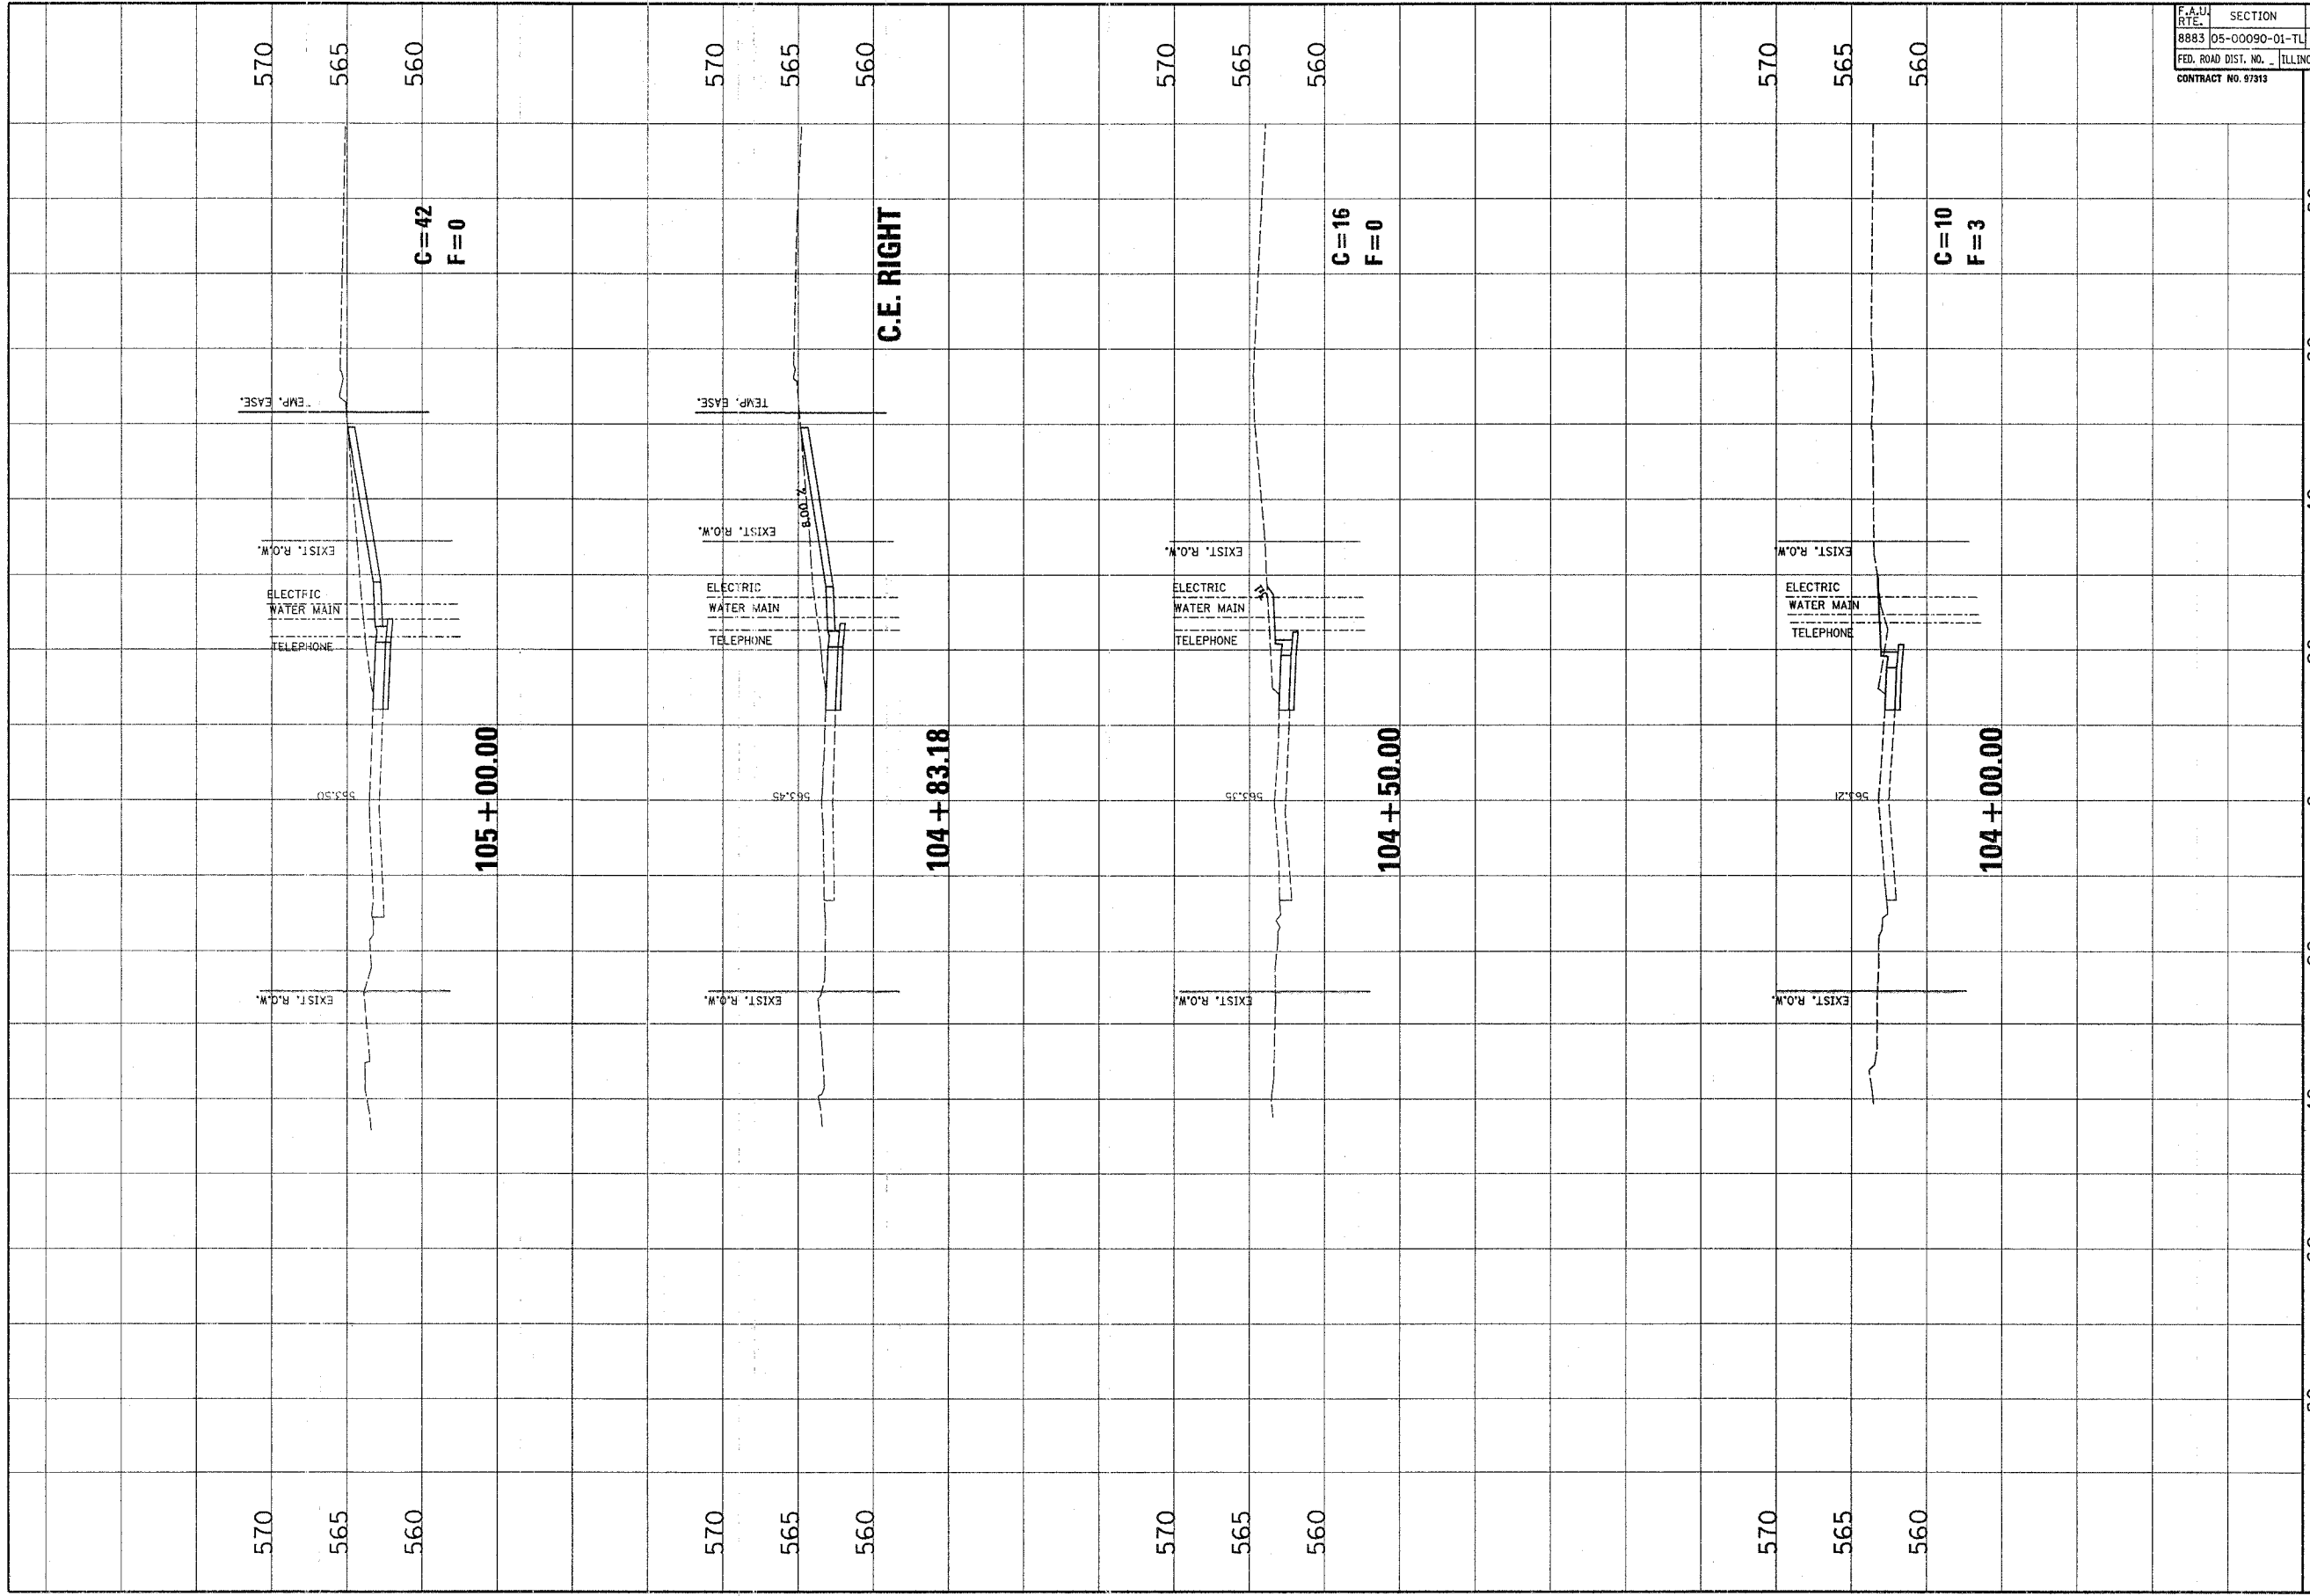 F.A.U. RTE. SECTION
8883 05-00090-01-TL
FED. ROAD DIST. NO. _
CONTRACT NO. 97313
570
565
560
C=42
F=0
TEMP. EASE.
EXIST. R.O.W.
ELECTRIC
WATER MAIN
TELEPHONE
563.50
105+00.00
EXIST. R.O.W.
570
565
560
570
565
560
C.E. RIGHT
TEMP. EASE.
8.00 %
EXIST. R.O.W.
ELECTRIC
WATER MAIN
TELEPHONE
563.45
104+83.18
EXIST. R.O.W.
570
565
560
570
565
560
C=16
F=0
EXIST. R.O.W.
ELECTRIC
WATER MAIN
TELEPHONE
563.35
104+50.00
EXIST. R.O.W.
570
565
560
570
565
560
C=10
F=3
EXIST. R.O.W.
ELECTRIC
WATER MAIN
TELEPHONE
563.21
104+00.00
EXIST. R.O.W.
570
565
560